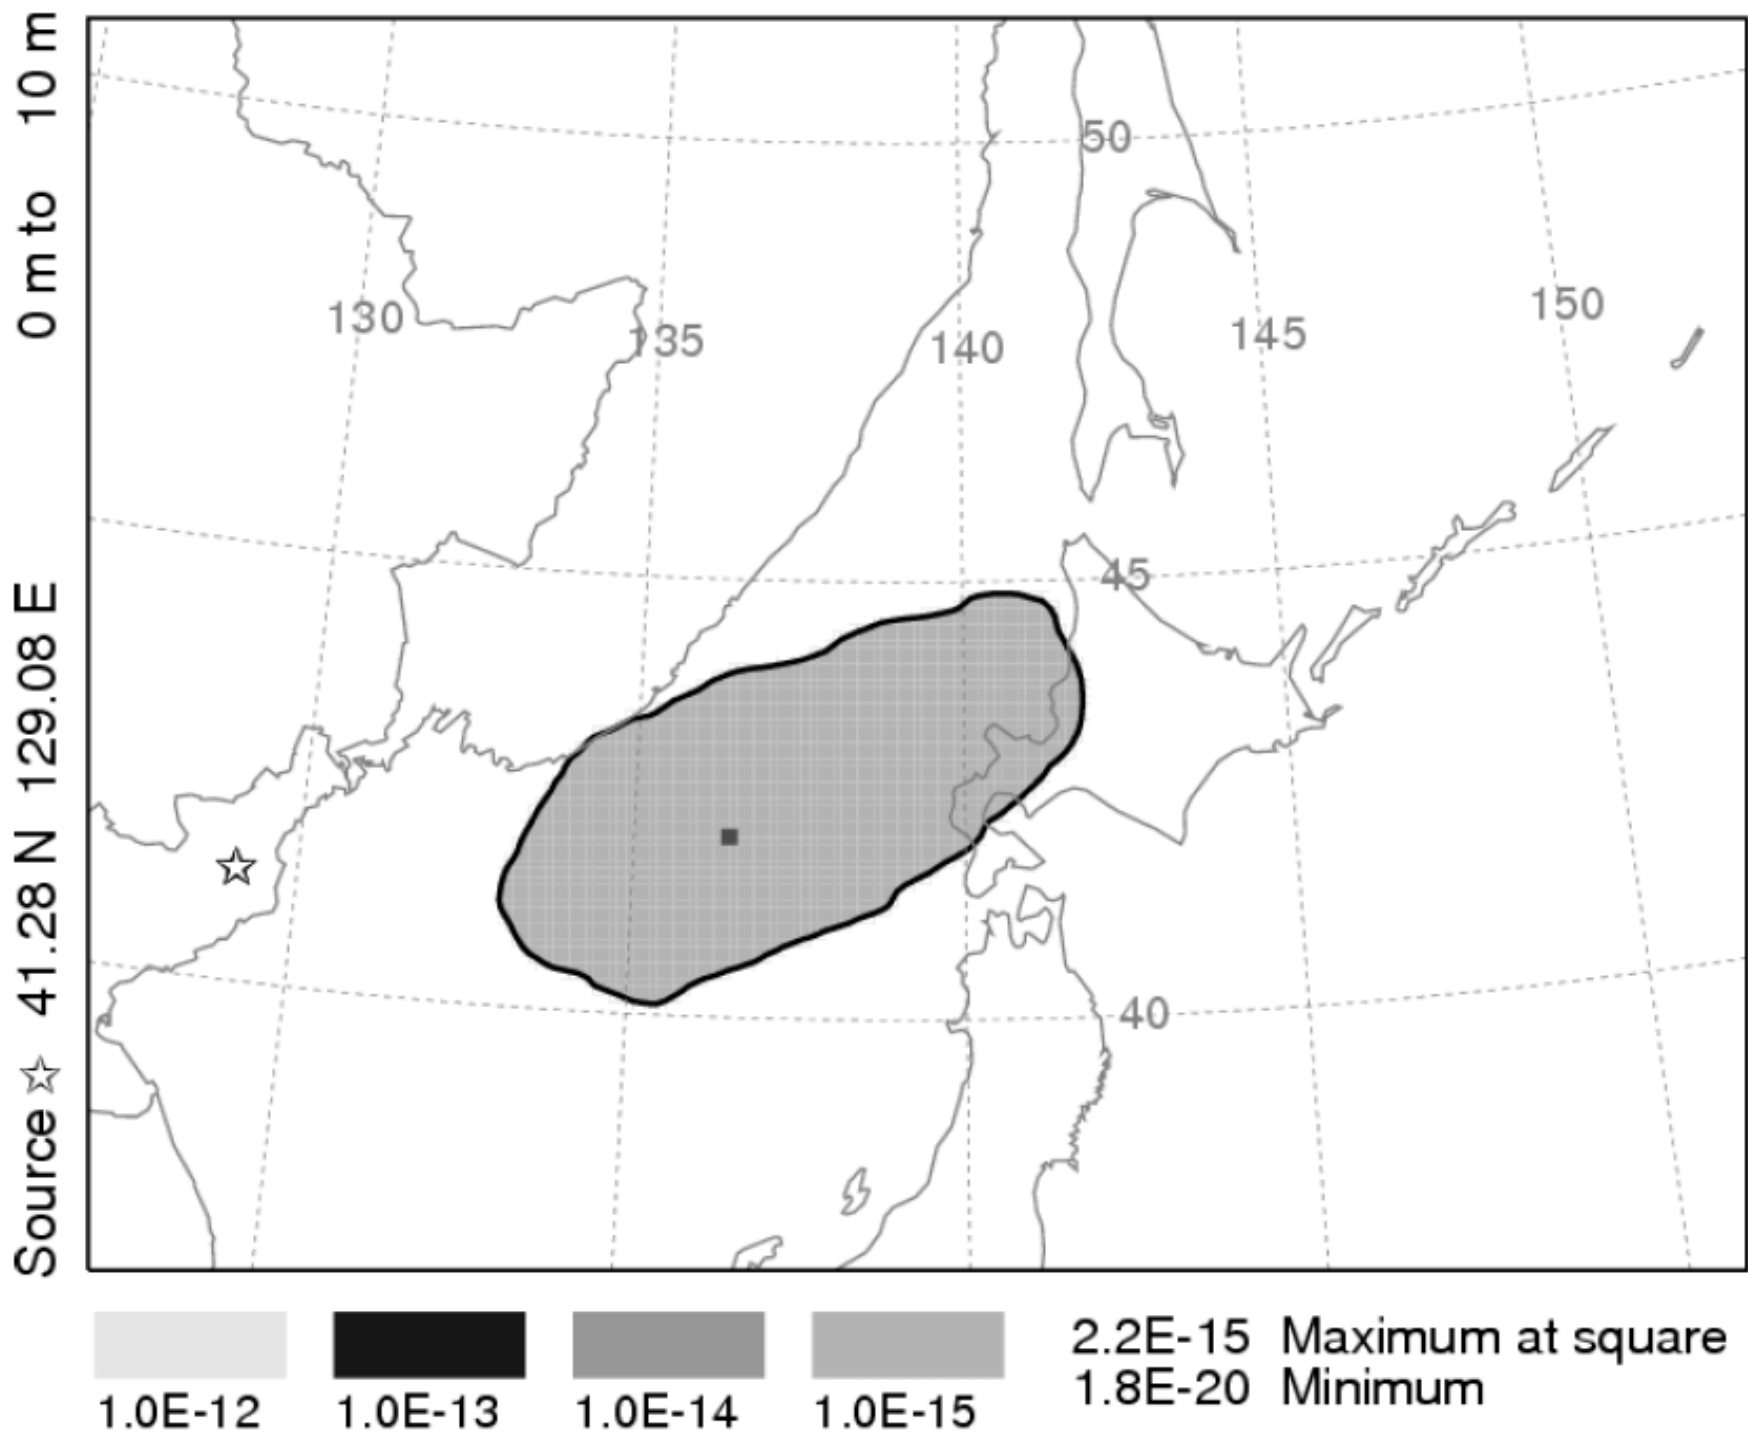 Source ☆ 41.28 N 129.08 E 0 m to 10 m
50
130
135
140
145
150
45
40
1.0E-12
1.0E-13
1.0E-14
1.0E-15
2.2E-15 Maximum at square
1.8E-20 Minimum